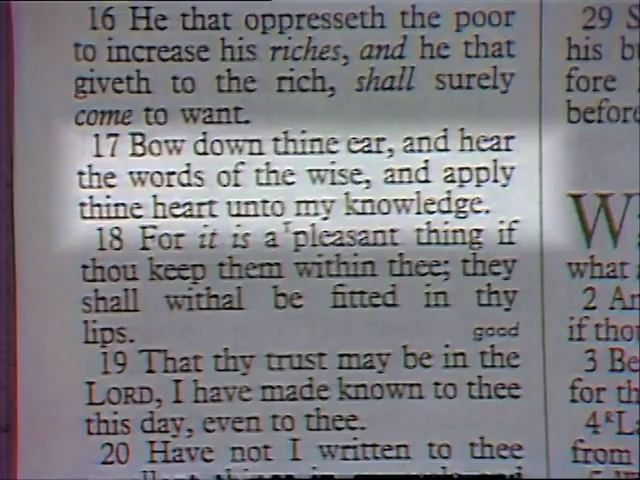 16 He that oppresseth the poor
to increase his riches, and he that
giveth to the rich, shall surely
come to want.
17 Bow down thine ear, and hear
the words of the wise, and apply
thine heart unto my knowledge.
18 For it is a pleasant thing if
thou keep them within thee; they
shall withal be fitted in thy
lips.
good
19 That thy trust may be in the
LORD, I have made known to thee
this day, even to thee.
20 Have not I written to thee
29
his
fore
before
W
what
2
if
3 Be
for
4
from